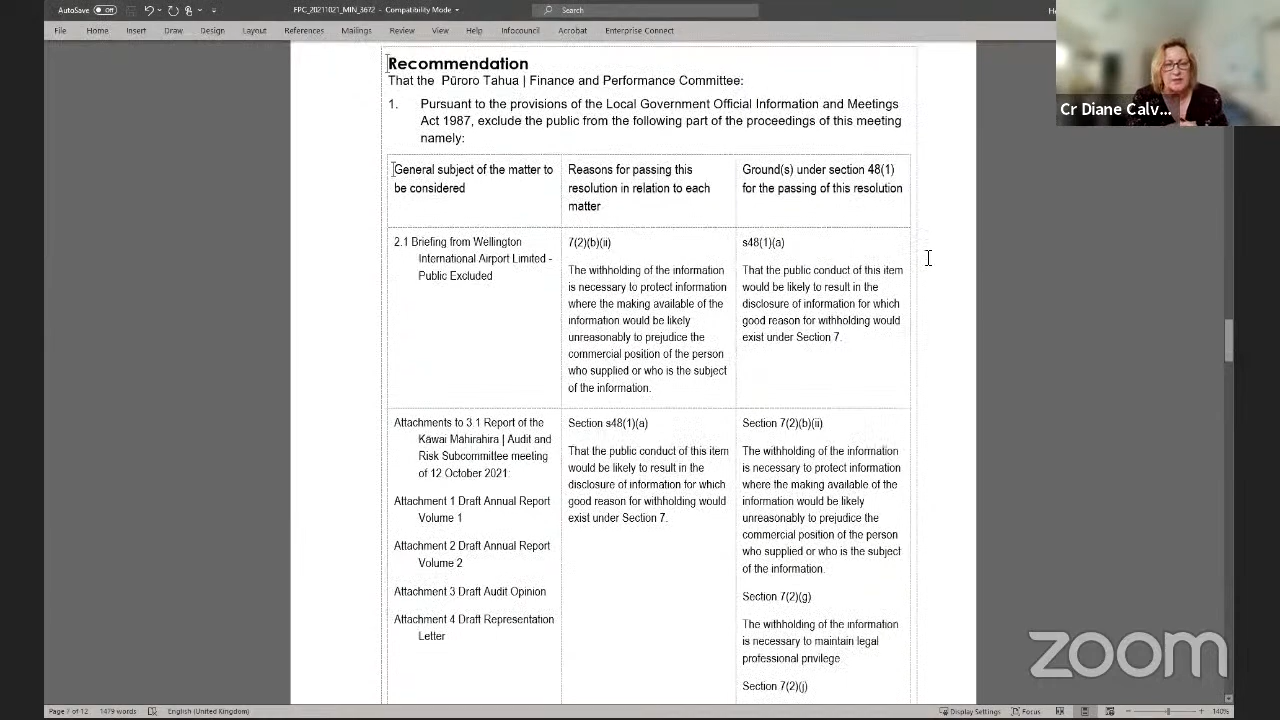 AutoSave Off
FPC_20211021_MIN_3672 - Compatibility Mode
Search
File Home Insert Draw Design Layout References Mailings Review View Help Infocouncil Acrobat Enterprise Connect
Cr Diane Calv...
Recommendation
That the Pūroro Tahua | Finance and Performance Committee:
1. Pursuant to the provisions of the Local Government Official Information and Meetings
Act 1987, exclude the public from the following part of the proceedings of this meeting
namely:
General subject of the matter to
be considered
Reasons for passing this
resolution in relation to each
matter
Ground(s) under section 48(1)
for the passing of this resolution
2.1 Briefing from Wellington
International Airport Limited -
Public Excluded
7(2)(b)(ii)
The withholding of the information
is necessary to protect information
where the making available of the
information would be likely
unreasonably to prejudice the
commercial position of the person
who supplied or who is the subject
of the information.
s48(1)(a)
That the public conduct of this item
would be likely to result in the
disclosure of information for which
good reason for withholding would
exist under Section 7.
Attachments to 3.1 Report of the
Kāwai Māhirahira | Audit and
Risk Subcommittee meeting
of 12 October 2021:
Attachment 1 Draft Annual Report
Volume 1
Attachment 2 Draft Annual Report
Volume 2
Attachment 3 Draft Audit Opinion
Attachment 4 Draft Representation
Letter
Section s48(1)(a)
That the public conduct of this item
would be likely to result in the
disclosure of information for which
good reason for withholding would
exist under Section 7.
Section 7(2)(b)(ii)
The withholding of the information
is necessary to protect information
where the making available of the
information would be likely
unreasonably to prejudice the
commercial position of the person
who supplied or who is the subject
of the information.
Section 7(2)(g)
The withholding of the information
is necessary to maintain legal
professional privilege
Section 7(2)(j)
zoom
Page 7 of 12 1479 words English (United Kingdom)
Display Settings Focus 140%